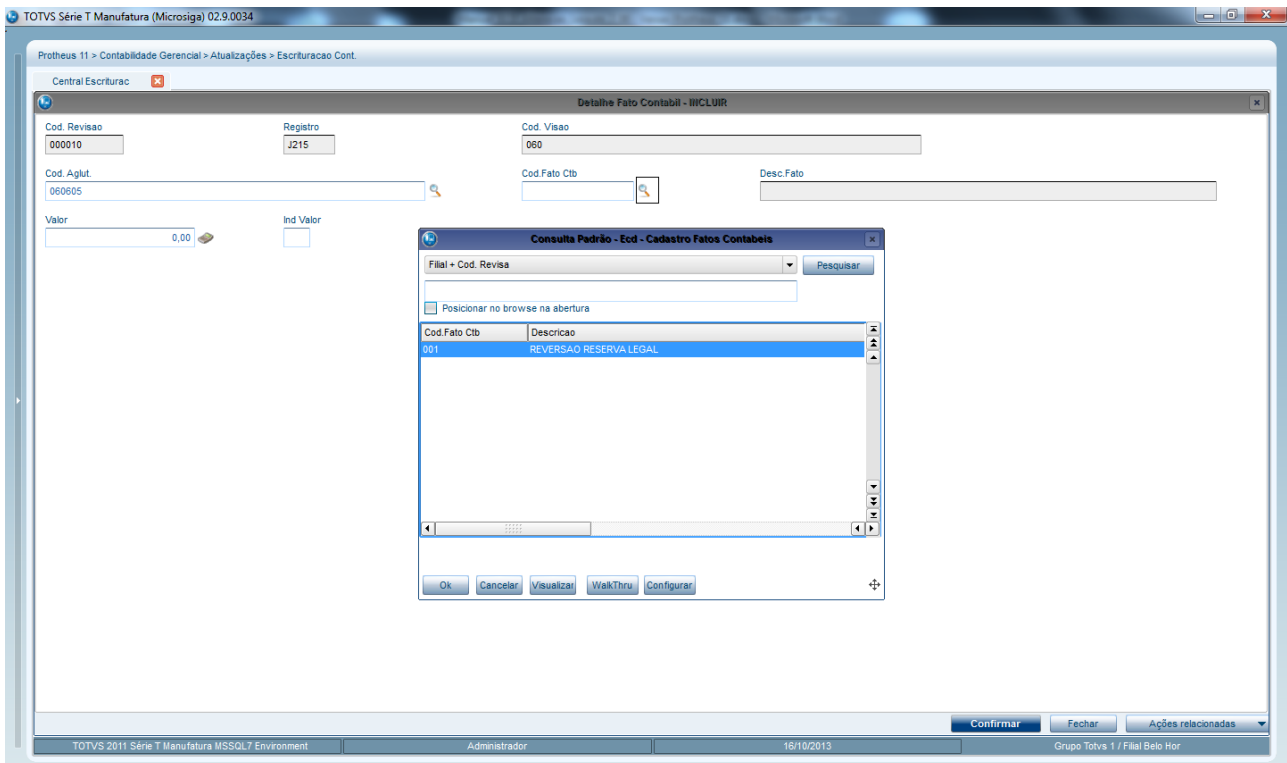 TOTVS Série T Manufatura (Microsiga) 02.9.0034
Protheus 11 > Contabilidade Gerencial > Atualizações > Escrituracao Cont.
Central Escriturac
Detalhe Fato Contabil - INCLUIR
Cod. Revisao Registro Cod. Visao
000010 J215 060
Cod. Aglut. Cod.Fato Ctb Desc.Fato
060605
Valor Ind Valor
0,00
Consulta Padrão - Ecd - Cadastro Fatos Contabeis
Filial + Cod. Revisa Pesquisar
Posicionar no browse na abertura
Cod.Fato Ctb Descricao
001 REVERSAO RESERVA LEGAL
Ok Cancelar Visualizar WalkThru Configurar
Confirmar Fechar Ações relacionadas
TOTVS 2011 Série T Manufatura MSSQL7 Environment Administrador 16/10/2013 Grupo Totvs 1 / Filial Belo Hor